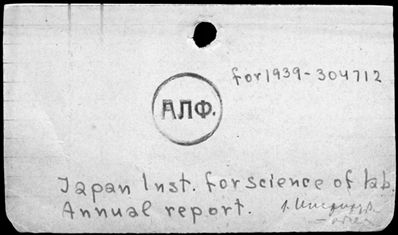 for 1939-304712
АЛФ.
Japan Inst. for science of lab.
Annual report.